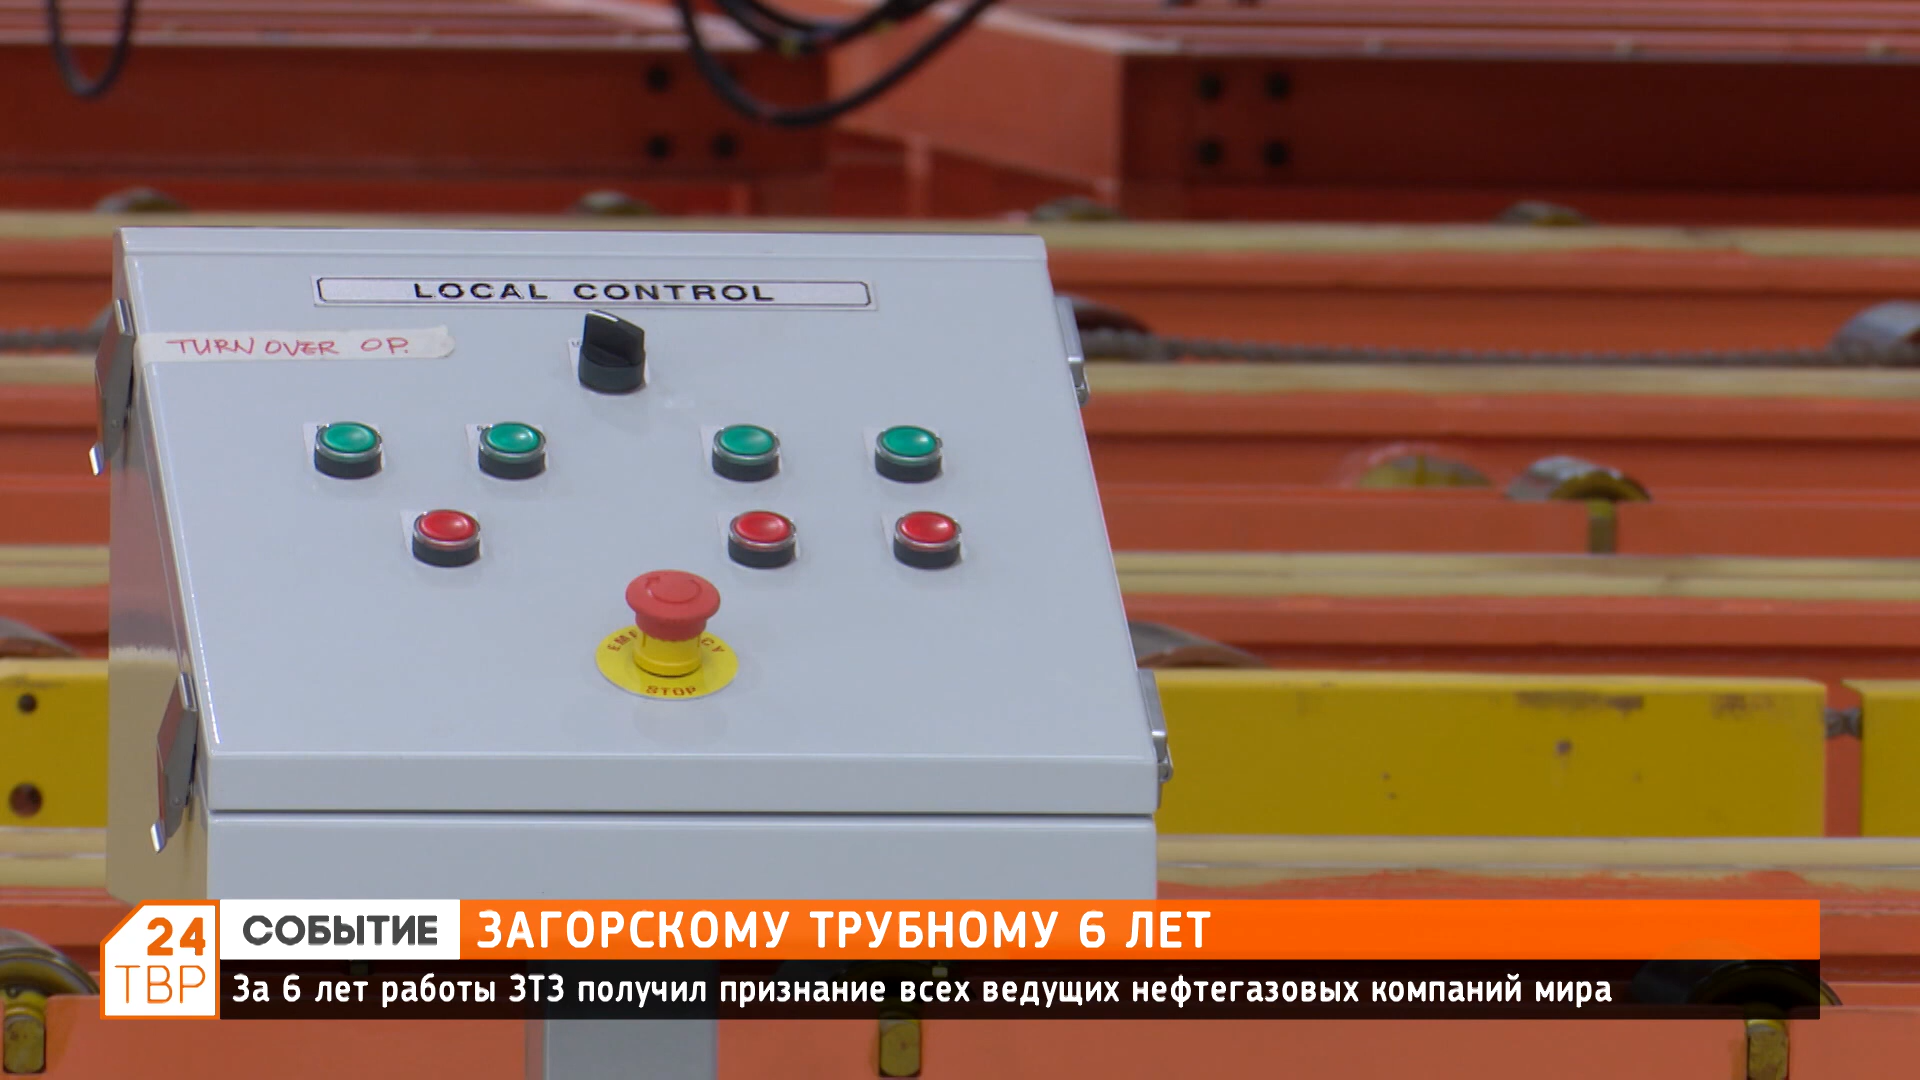 LOCAL CONTROL
TURN OVER OP.
STOP
24
ТВР
СОБЫТИЕ
ЗАГОРСКОМУ ТРУБНОМУ 6 ЛЕТ
За 6 лет работы ЗТЗ получил признание всех ведущих нефтегазовых компаний мира